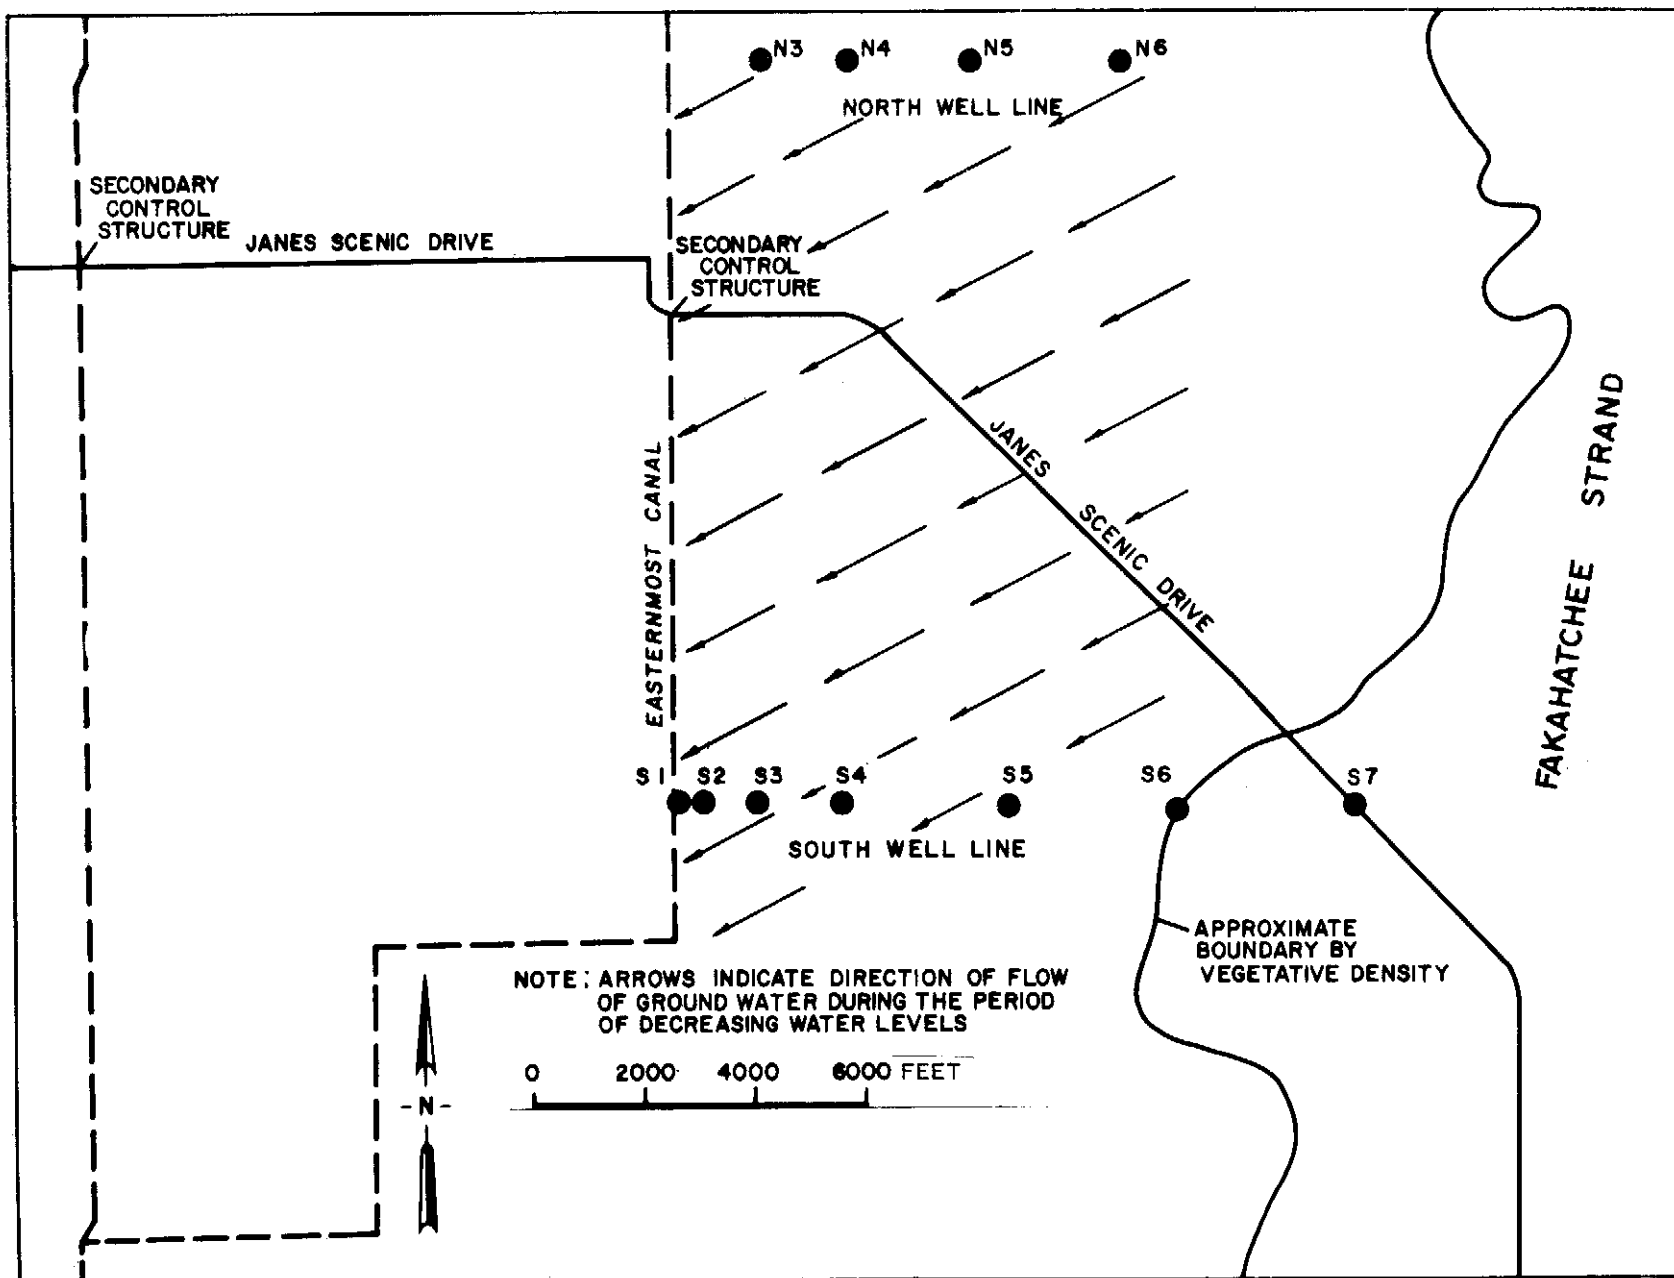 N3
N4
N5
N6
NORTH WELL LINE
SECONDARY
CONTROL
STRUCTURE
JANES SCENIC DRIVE
SECONDARY
CONTROL
STRUCTURE
JANES SCENIC DRIVE
EASTERNMOST CANAL
FAKAHATCHEE STRAND
S1
S2
S3
S4
S5
S6
S7
SOUTH WELL LINE
APPROXIMATE
BOUNDARY BY
VEGETATIVE DENSITY
NOTE: ARROWS INDICATE DIRECTION OF FLOW
OF GROUND WATER DURING THE PERIOD
OF DECREASING WATER LEVELS
0 2000 4000 6000 FEET
-N-